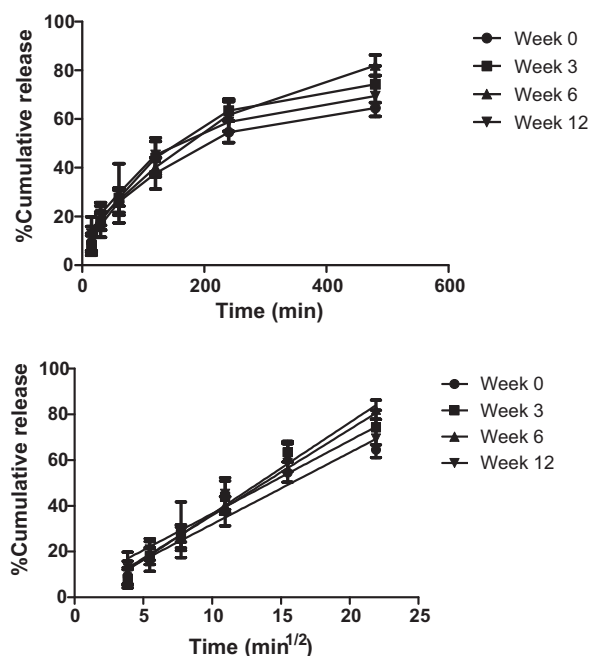 %Cumulative release
100
80
60
40
20
0
0 200 400 600
Time (min)
Week 0
Week 3
Week 6
Week 12
%Cumulative release
100
80
60
40
20
0
0 5 10 15 20 25
Time (min1/2)
Week 0
Week 3
Week 6
Week 12